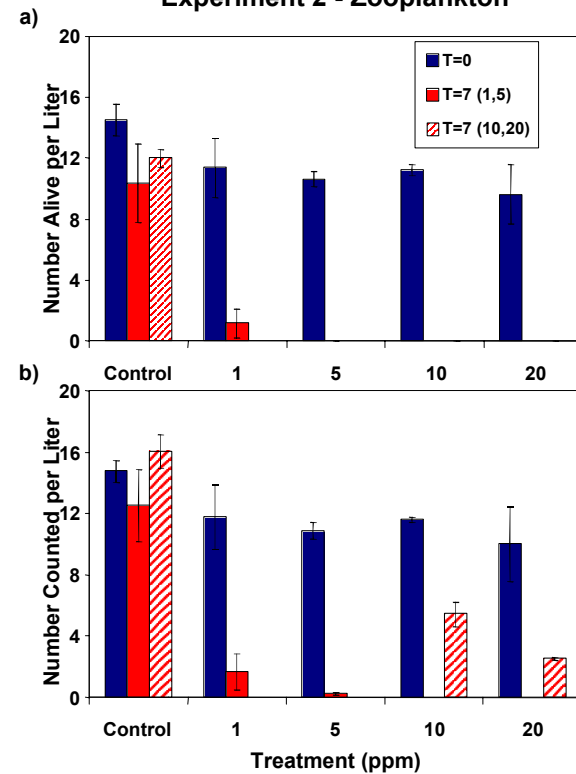 Experiment 2 - Zooplankton
a)
20
16
12
8
4
0
Number Alive per Liter
T=0
T=7 (1,5)
T=7 (10,20)
Control 1 5 10 20
b)
20
16
12
8
4
0
Number Counted per Liter
Control 1 5 10 20
Treatment (ppm)